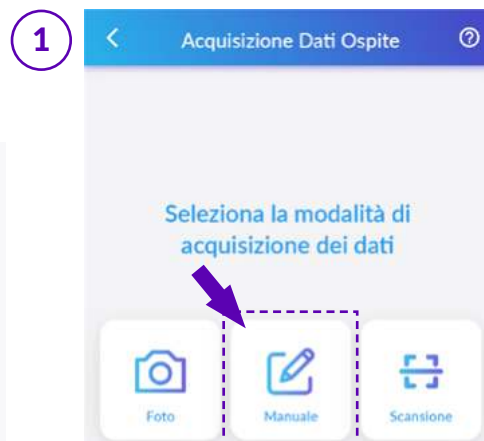 1
Acquisizione Dati Ospite
Seleziona la modalità di
acquisizione dei dati
Foto
Manuale
Scansione